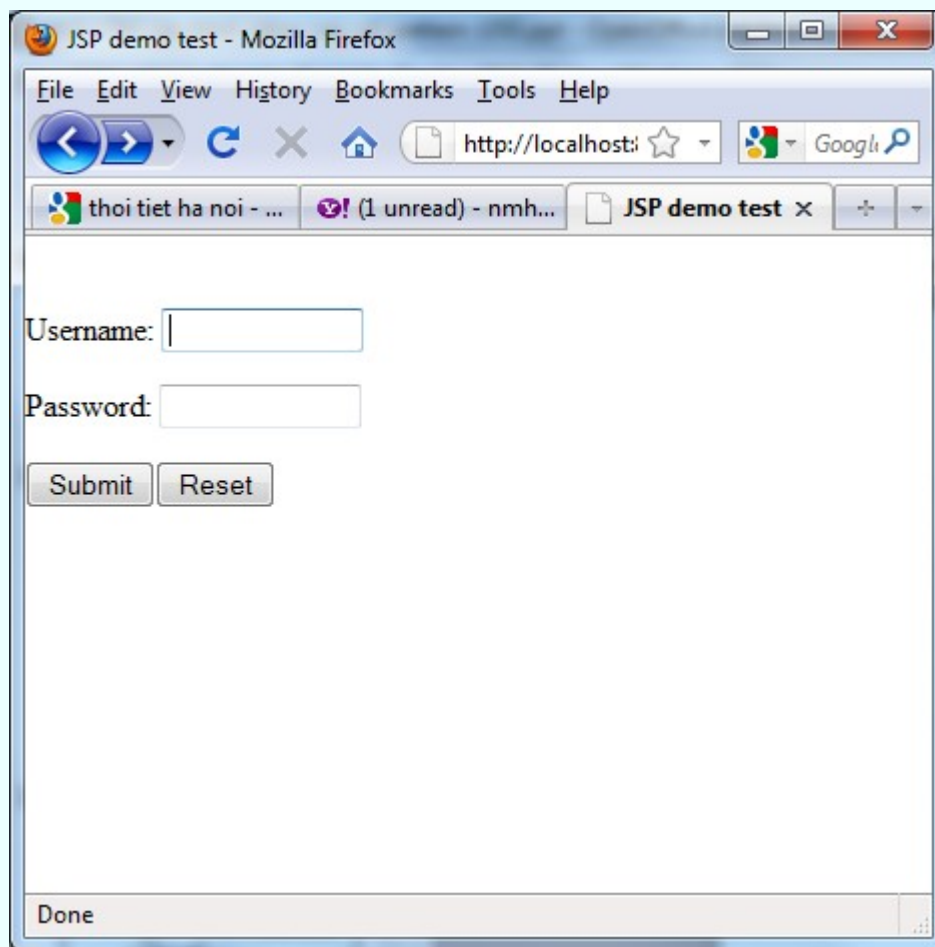 JSP demo test - Mozilla Firefox
File Edit View History Bookmarks Tools Help
http://localhost: Googl
thoi tiet ha noi - ... (1 unread) - nmh... JSP demo test
Username:
Password:
Submit Reset
Done